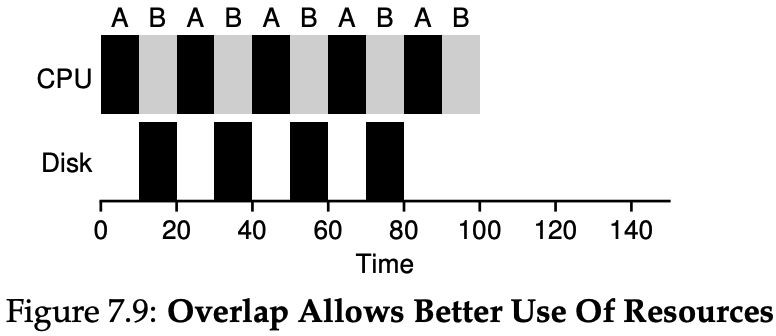 A B A B A B A B A B
CPU
Disk
0 20 40 60 80 100 120 140
Time
Figure 7.9: Overlap Allows Better Use Of Resources